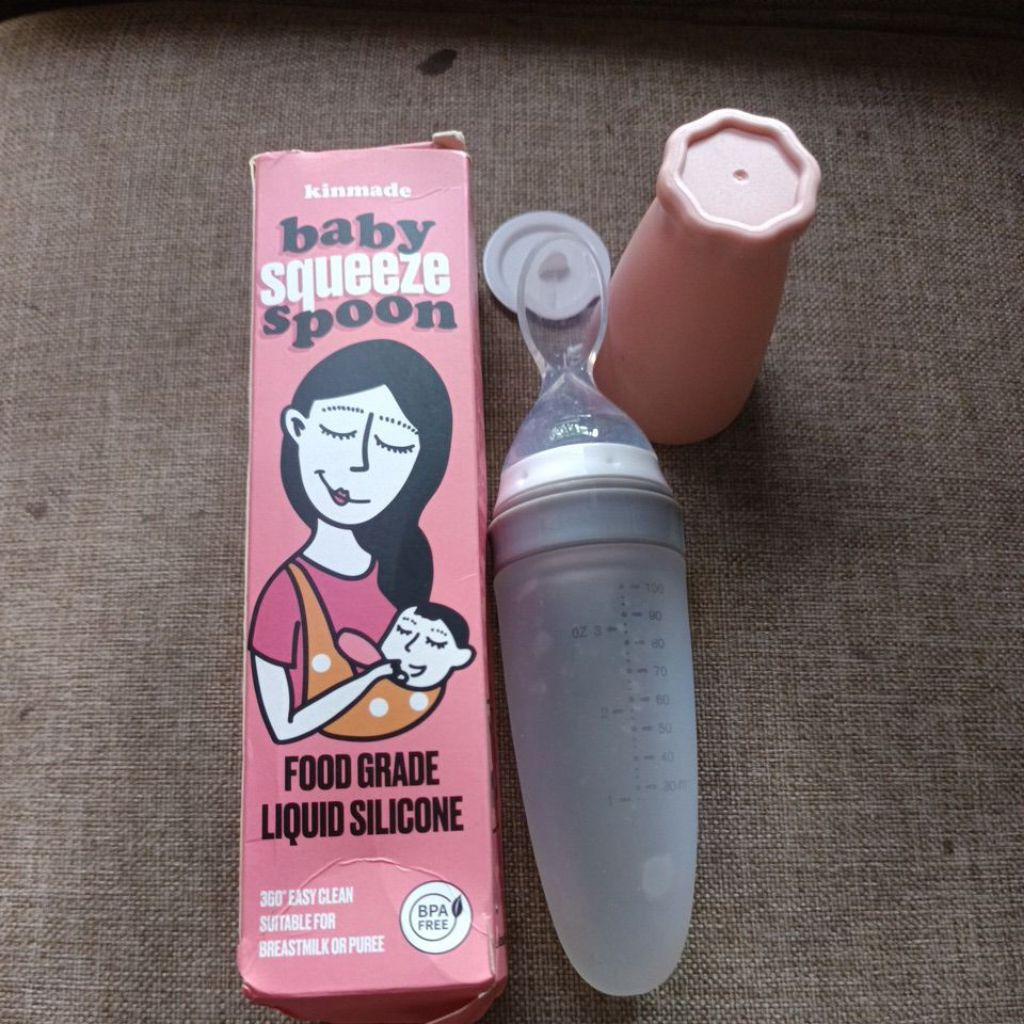 kinmade
baby
squeeze
spoon
FOOD GRADE
LIQUID SILICONE
360° EASY CLEAN
SUITABLE FOR
BREASTMILK OR PUREE
BPA
FREE
100
90
OZ 3
80
70
60
2
50
40
30ml
1